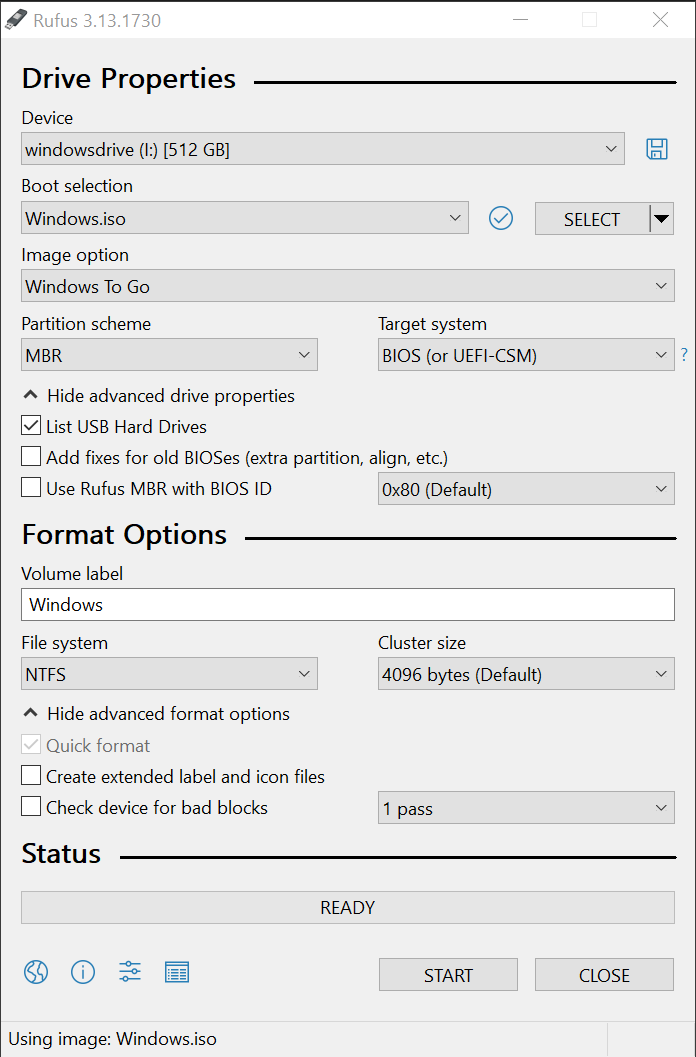 Rufus 3.13.1730
Drive Properties
Device
windowsdrive (I:) [512 GB]
Boot selection
Windows.iso
SELECT
Image option
Windows To Go
Partition scheme Target system
MBR BIOS (or UEFI-CSM) ?
Hide advanced drive properties
List USB Hard Drives
Add fixes for old BIOSes (extra partition, align, etc.)
Use Rufus MBR with BIOS ID 0x80 (Default)
Format Options
Volume label
Windows
File system Cluster size
NTFS 4096 bytes (Default)
Hide advanced format options
Quick format
Create extended label and icon files
Check device for bad blocks 1 pass
Status
READY
START CLOSE
Using image: Windows.iso